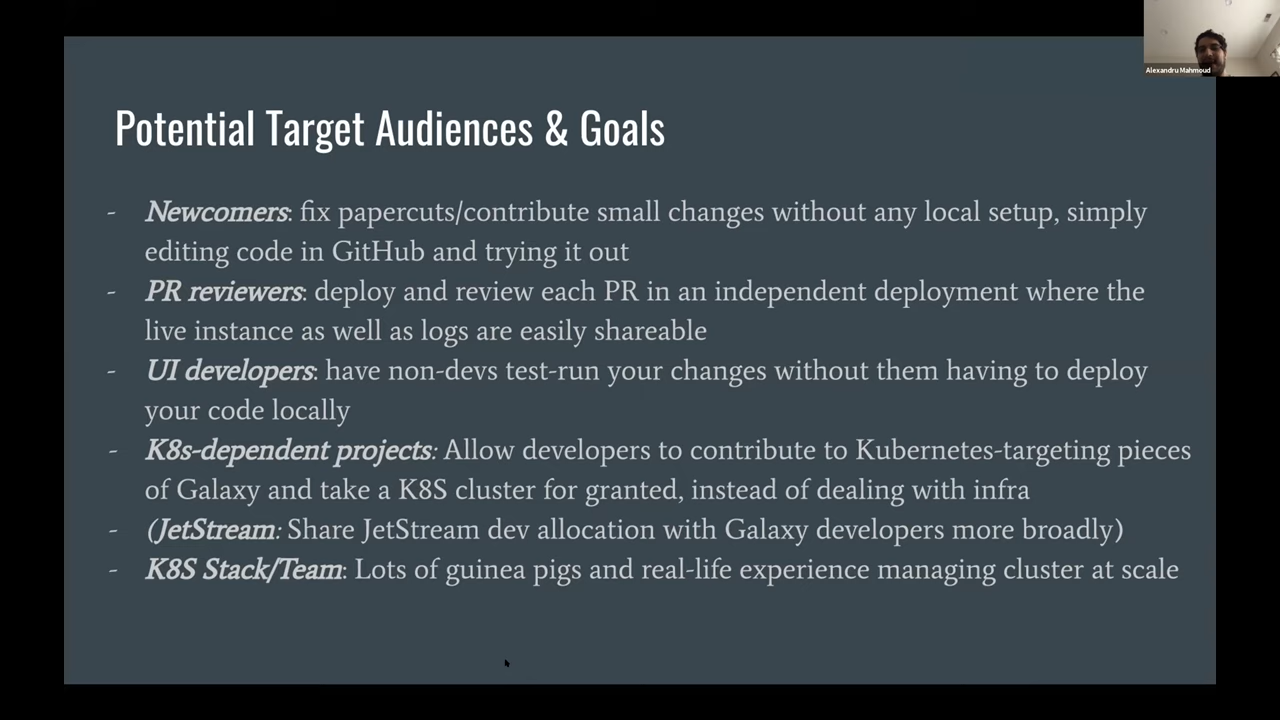 Alexandru Mahmoud
Potential Target Audiences & Goals
- Newcomers: fix papercuts/contribute small changes without any local setup, simply
editing code in GitHub and trying it out
- PR reviewers: deploy and review each PR in an independent deployment where the
live instance as well as logs are easily shareable
- UI developers: have non-devs test-run your changes without them having to deploy
your code locally
- K8s-dependent projects: Allow developers to contribute to Kubernetes-targeting pieces
of Galaxy and take a K8S cluster for granted, instead of dealing with infra
- (JetStream: Share JetStream dev allocation with Galaxy developers more broadly)
- K8S Stack/Team: Lots of guinea pigs and real-life experience managing cluster at scale